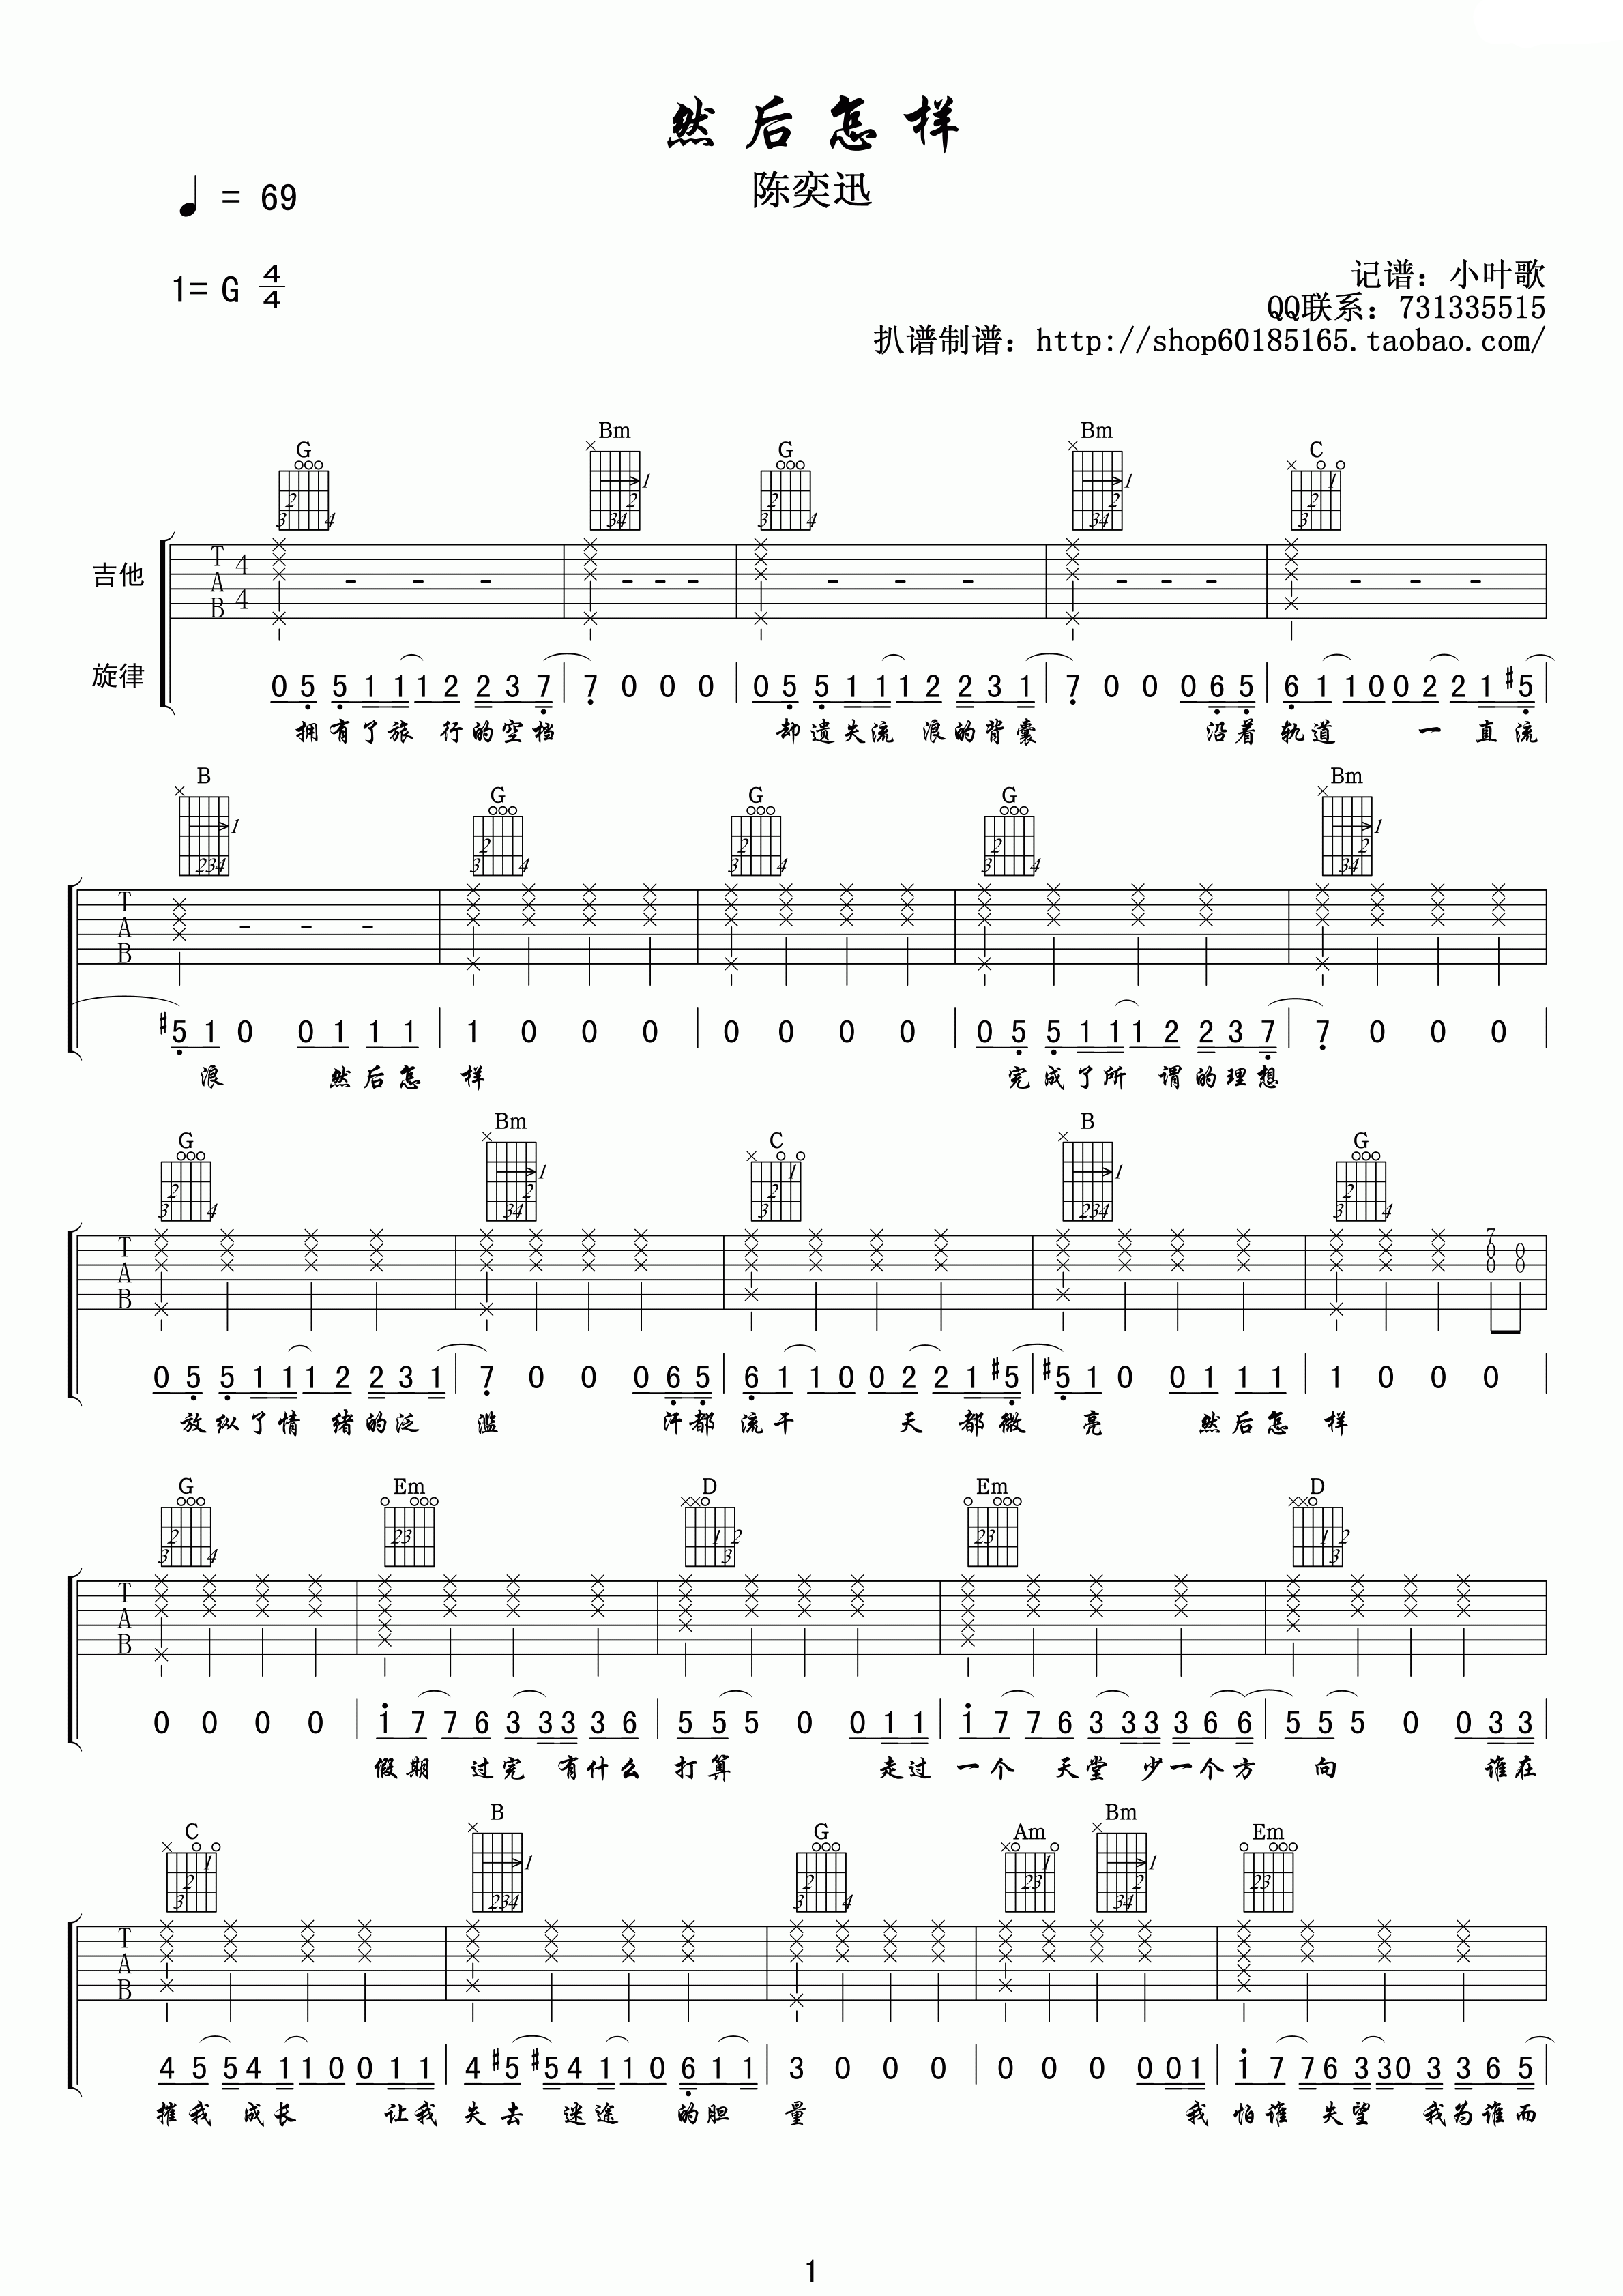 然后怎样
陈奕迅
♩ = 69
1= G 4/4
记谱：小叶歌
QQ联系：731335515
扒谱制谱：http://shop60185165.taobao.com/
G Bm G Bm C
吉他 T A B 4 4
旋律 0 5 5 1 1 1 2 2 3 7 | 7 0 0 0 | 0 5 5 1 1 1 2 2 3 1 | 7 0 0 0 6 5 | 6 1 1 0 0 2 2 1 #5 |
拥有了旅 行的空档 却遗失流 浪的背囊 沿着 轨道 一 直流
B G G G Bm
T A B
#5 1 0 0 1 1 1 | 1 0 0 0 | 0 0 0 0 | 0 5 5 1 1 1 2 2 3 7 | 7 0 0 0 |
浪 然后怎 样 完成了所 谓的理想
G Bm C B G
T A B 7 0 0 0 0
0 5 5 1 1 1 2 2 3 1 | 7 0 0 0 6 5 | 6 1 1 0 0 2 2 1 #5 | #5 1 0 0 1 1 1 | 1 0 0 0 |
放纵了情 绪的泛 滥 汗都 流干 天 都微 亮 然后怎 样
G Em D Em D
T A B
0 0 0 0 | 1 7 7 6 3 3 3 3 6 | 5 5 5 0 0 1 1 | 1 7 7 6 3 3 3 3 6 6 | 5 5 5 0 0 3 3 |
假期 过完 有什么 打算 走过 一个 天堂 少一个方 向 谁在
C B G Am Bm Em
T A B
4 5 5 4 1 1 0 0 1 1 | 4 #5 #5 4 1 1 0 6 1 1 | 3 0 0 0 | 0 0 0 0 0 1 | 1 7 7 6 3 3 0 3 3 6 5 |
摧我 成长 让我 失去 迷途 的胆 量 我 怕谁 失望 我为谁而
1